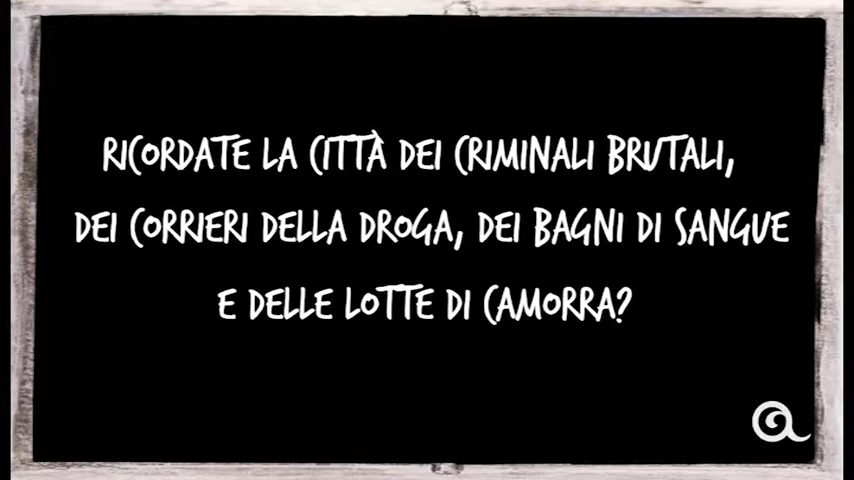 RICORDATE LA CITTÀ DEI CRIMINALI BRUTALI,
DEI CORRIERI DELLA DROGA, DEI BAGNI DI SANGUE
E DELLE LOTTE DI CAMORRA?